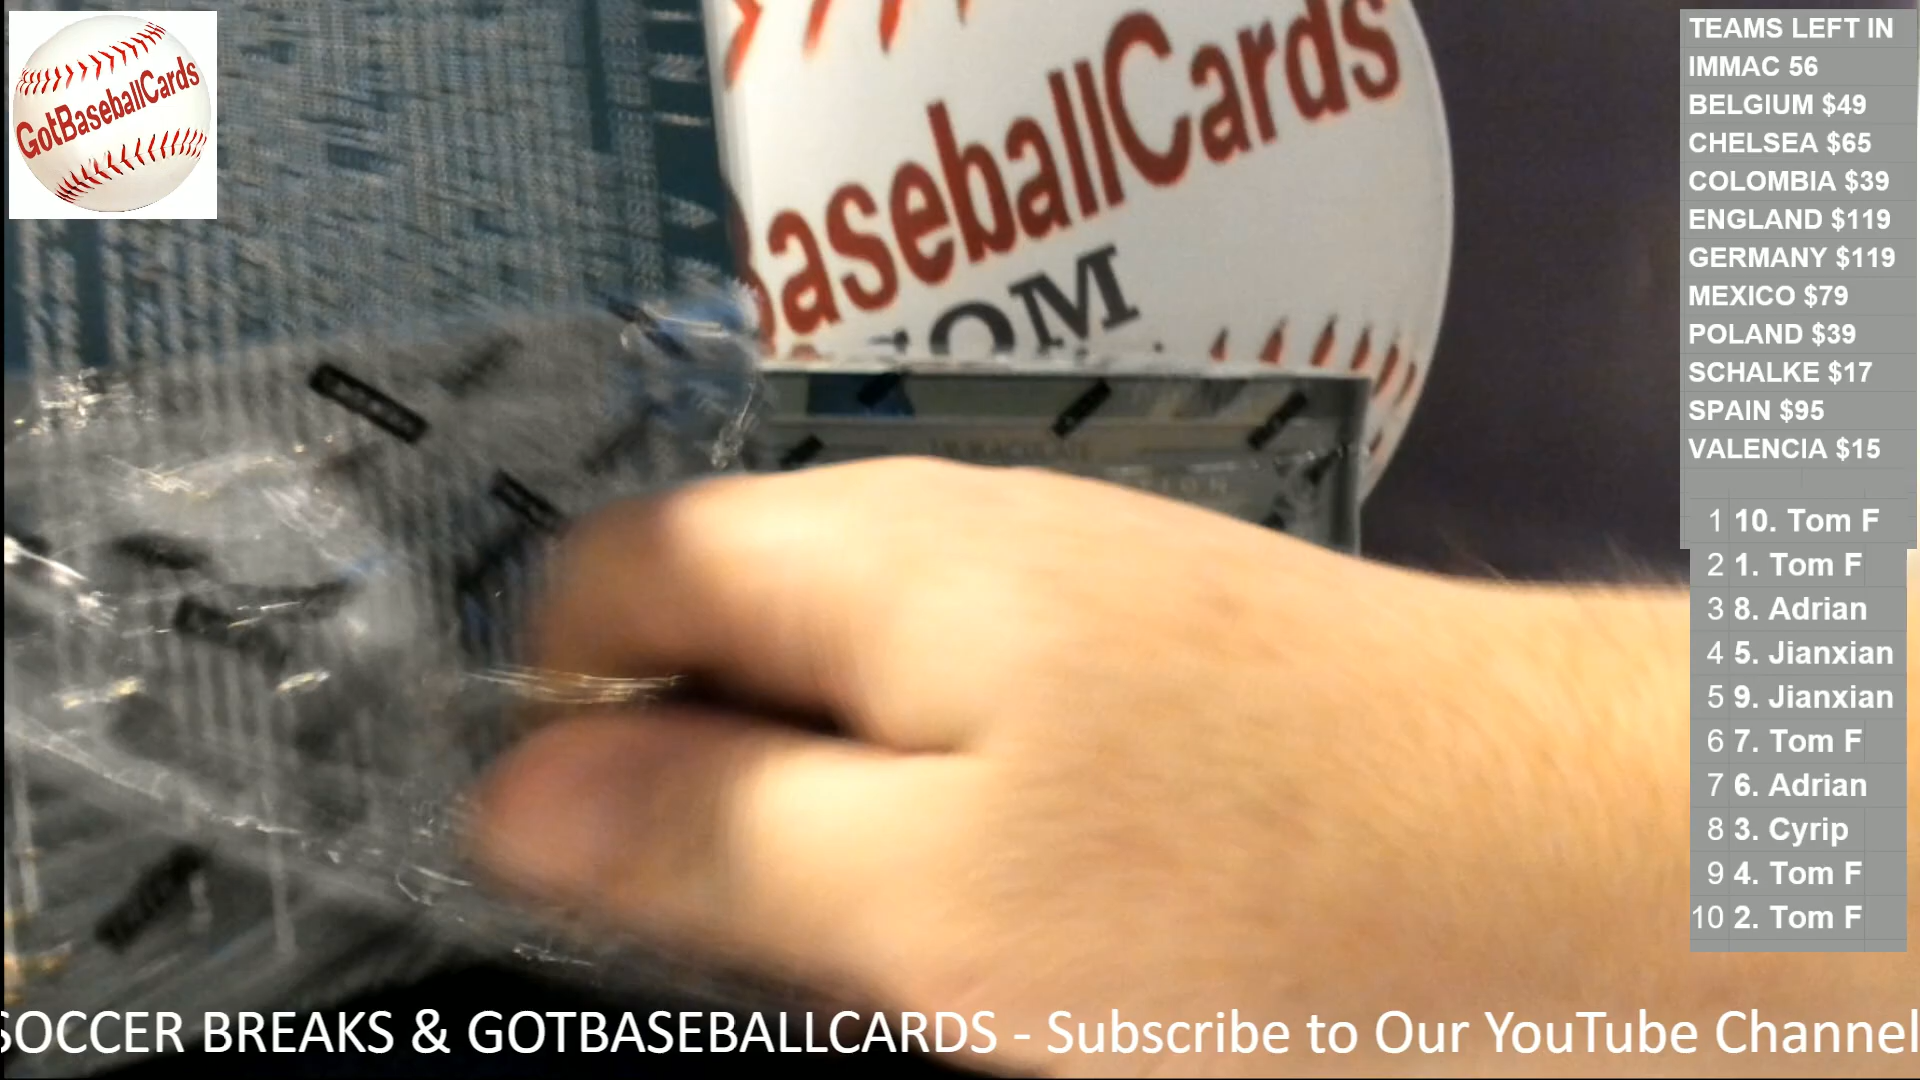 GotBaseballCards
BaseballCards
.COM
IMMACULATE
TEAMS LEFT IN
IMMAC 56
BELGIUM $49
CHELSEA $65
COLOMBIA $39
ENGLAND $119
GERMANY $119
MEXICO $79
POLAND $39
SCHALKE $17
SPAIN $95
VALENCIA $15
1 10. Tom F
2 1. Tom F
3 8. Adrian
4 5. Jianxian
5 9. Jianxian
6 7. Tom F
7 6. Adrian
8 3. Cyrip
9 4. Tom F
10 2. Tom F
SOCCER BREAKS & GOTBASEBALLCARDS - Subscribe to Our YouTube Channel